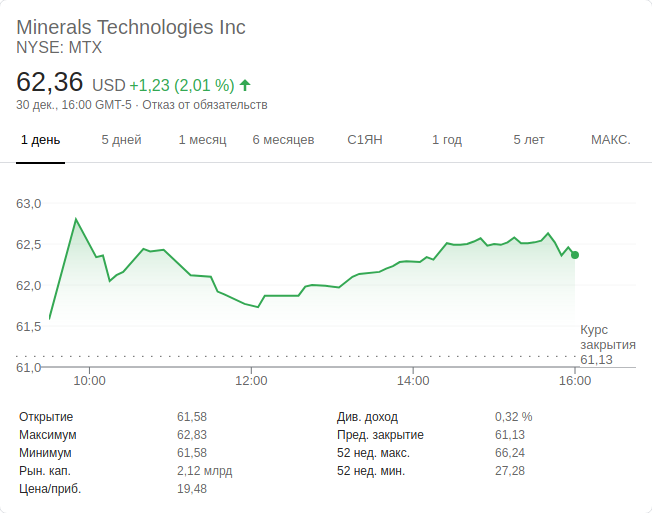 Minerals Technologies Inc
NYSE: MTX
62,36 USD +1,23 (2,01 %)
30 дек., 16:00 GMT-5 · Отказ от обязательств
1 день 5 дней 1 месяц 6 месяцев С1ЯН 1 год 5 лет МАКС.
63,0
62,5
62,0
61,5
61,0
Курс
закрытия
61,13
10:00 12:00 14:00 16:00
Открытие 61,58 Див. доход 0,32 %
Максимум 62,83 Пред. закрытие 61,13
Минимум 61,58 52 нед. макс. 66,24
Рын. кап. 2,12 млрд 52 нед. мин. 27,28
Цена/приб. 19,48